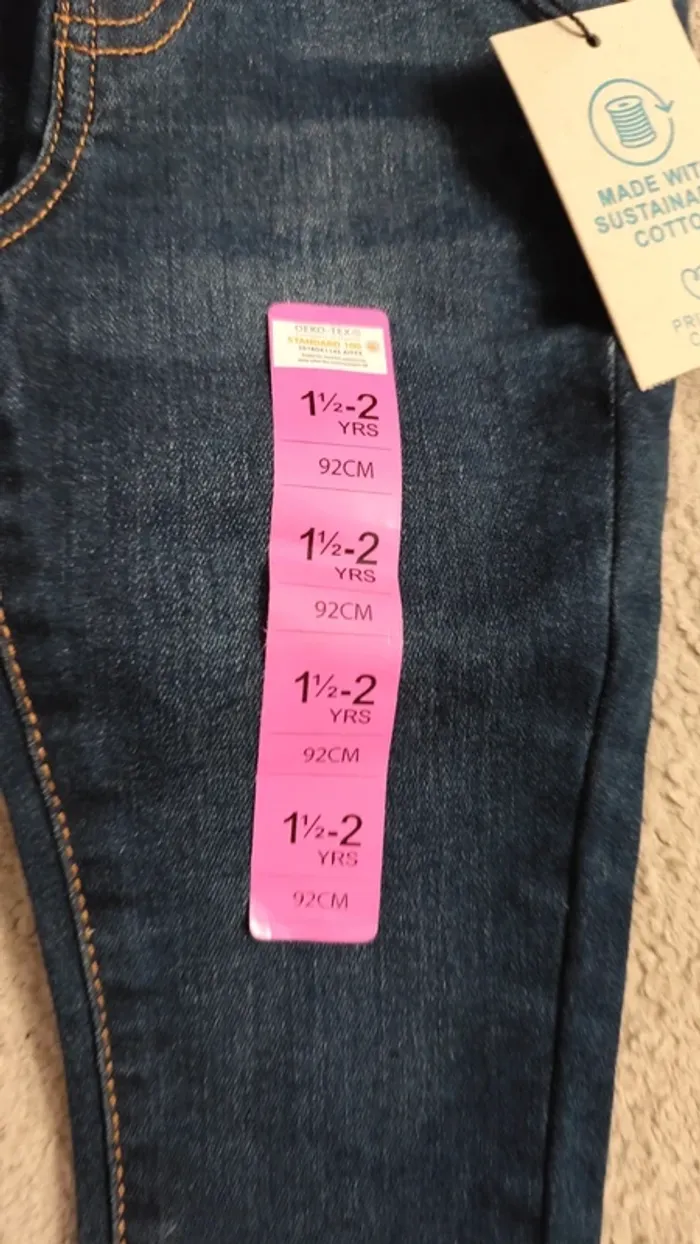 MADE WIT
SUSTAINA
COTTO
PRI
C
OEKO-TEX®
STANDARD 100
1½-2
YRS
92CM
1½-2
YRS
92CM
1½-2
YRS
92CM
1½-2
YRS
92CM